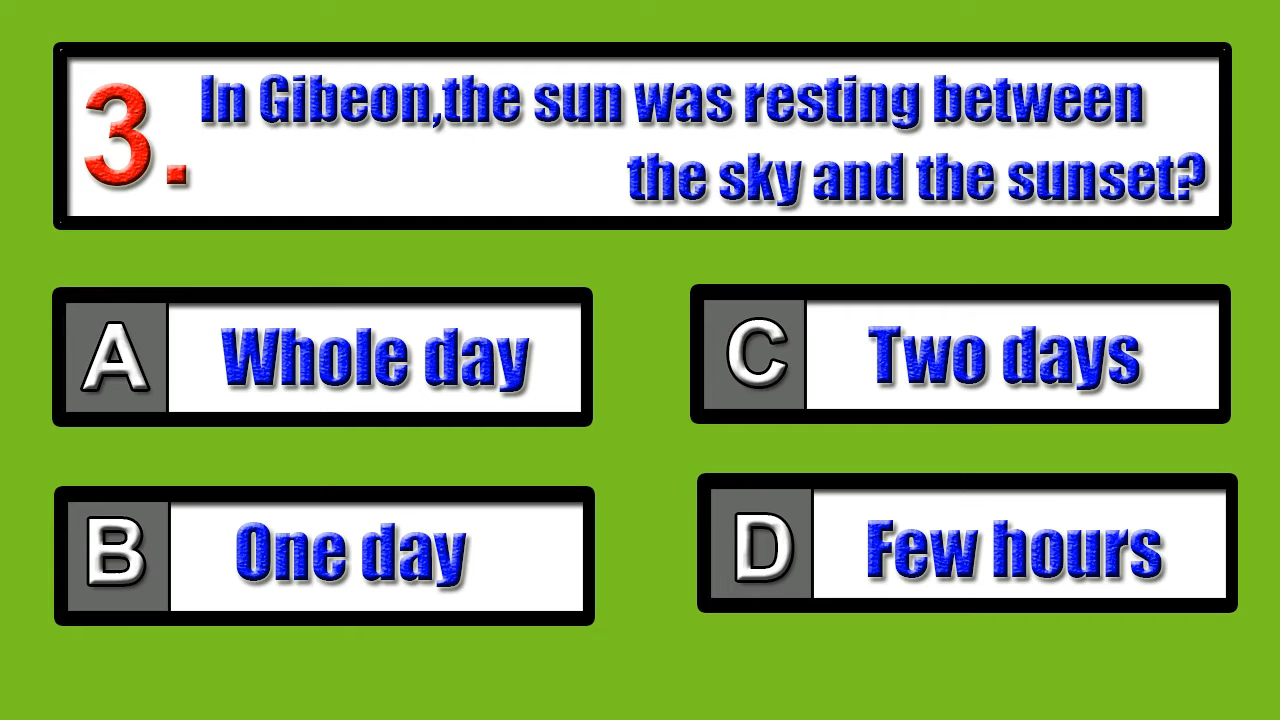 3. In Gibeon,the sun was resting between
the sky and the sunset?
A Whole day
C Two days
B One day
D Few hours